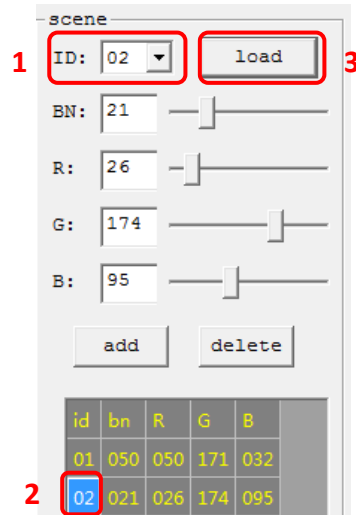 scene
1 ID: 02 load 3
BN: 21
R: 26
G: 174
B: 95
add delete
id bn R G B
01 050 050 171 032
2 02 021 026 174 095